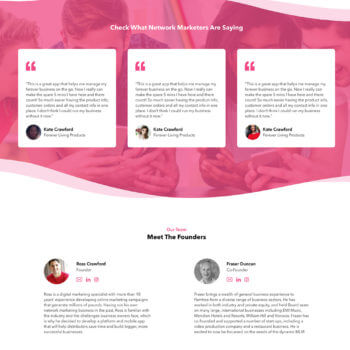 Check What Network Marketers Are Saying
"This is a great app that helps me manage my
forever business on the go. Now I really can
make the spare 5 mins I have here and there
count! So much easier having the product info,
customer orders and all my contact info in one
place. I don't think I could run my business
without it now."
Kate Crawford
Forever Living Products
"This is a great app that helps me manage my
forever business on the go. Now I really can
make the spare 5 mins I have here and there
count! So much easier having the product info,
customer orders and all my contact info in one
place. I don't think I could run my business
without it now."
Kate Crawford
Forever Living Products
"This is a great app that helps me manage my
forever business on the go. Now I really can
make the spare 5 mins I have here and there
count! So much easier having the product info,
customer orders and all my contact info in one
place. I don't think I could run my business
without it now."
Kate Crawford
Forever Living Products
Our Team
Meet The Founders
Ross Crawford
Founder
Ross is a digital marketing specialist with more than 10
years' experience developing online marketing campaigns
that generate millions of pounds. Having run his own
network marketing business in the past, Ross is familiar with
the industry and the challenges business owners face, which
is why he decided to develop a platform and mobile app
that will help distributors save time and build bigger, more
successful businesses.
Fraser Duncan
Co-Founder
Fraser brings a wealth of general business experience to
from a diverse range of business sectors. He has
worked in both industry and private equity, and held Board seats
on many large, international businesses including EMI Music,
Wyndham Hotels and Resorts, William Hill and Vivacom. Fraser has
co-founded and supported a number of start-ups, including a
video production company and a restaurant business. He is
excited to now be focused on the dynamic MLM